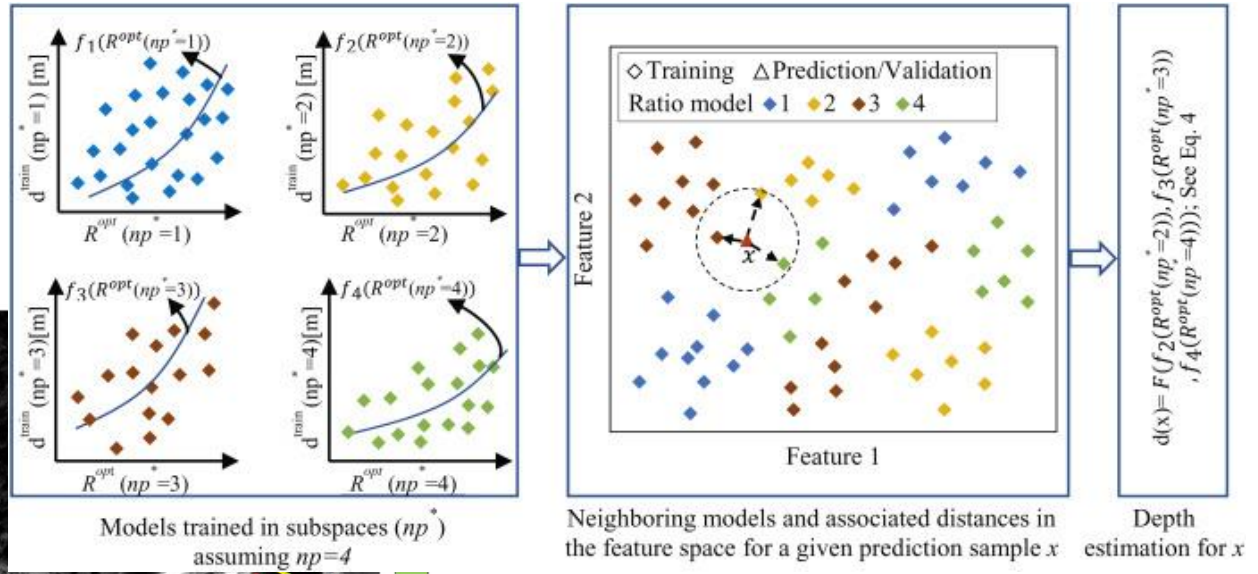 f₁(R^opt(np*=1))
d^train (np*=1) [m]
R^opt (np*=1)
f₂(R^opt(np*=2))
d^train (np*=2) [m]
R^opt (np*=2)
f₃(R^opt(np*=3))
d^train (np*=3)[m]
R^opt (np*=3)
f₄(R^opt(np*=4))
d^train (np*=4)[m]
R^opt (np*=4)
Models trained in subspaces (np*)
assuming np=4
◇ Training △ Prediction/Validation
Ratio model ◆ 1 ◆ 2 ◆ 3 ◆ 4
x
Feature 2
Feature 1
Neighboring models and associated distances in
the feature space for a given prediction sample x
d(x)= F(f₂(R^opt(np*=2)),f₃(R^opt(np*=3))
,f₄(R^opt(np*=4))); See Eq. 4
Depth
estimation for x